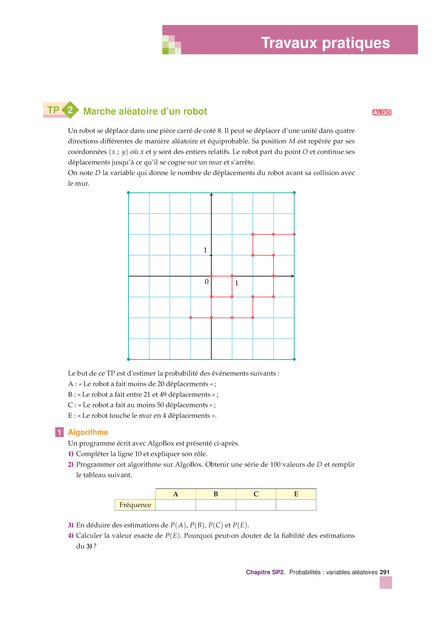 Travaux pratiques
TP 2 Marche aléatoire d'un robot ALGO
Un robot se déplace dans une pièce carré de coté 8. Il peut se déplacer d'une unité dans quatre
directions différentes de manière aléatoire et équiprobable. Sa position M est repérée par ses
coordonnées (x ; y) où x et y sont des entiers relatifs. Le robot part du point O et continue ses
déplacements jusqu'à ce qu'il se cogne sur un mur et s'arrête.
On note D la variable qui donne le nombre de déplacements du robot avant sa collision avec
le mur.
1
0
1
Le but de ce TP est d'estimer la probabilité des événements suivants :
A : « Le robot a fait moins de 20 déplacements » ;
B : « Le robot a fait entre 21 et 49 déplacements » ;
C : « Le robot a fait au moins 50 déplacements » ;
E : « Le robot touche le mur en 4 déplacements ».
1 Algorithme
Un programme écrit avec AlgoBox est présenté ci-après.
1) Compléter la ligne 10 et expliquer son rôle.
2) Programmer cet algorithme sur AlgoBox. Obtenir une série de 100 valeurs de D et remplir
le tableau suivant.
A B C E
Fréquence
3) En déduire des estimations de P(A), P(B), P(C) et P(E).
4) Calculer la valeur exacte de P(E). Pourquoi peut-on douter de la fiabilité des estimations
du 3) ?
Chapitre SP2. Probabilités : variables aléatoires 291